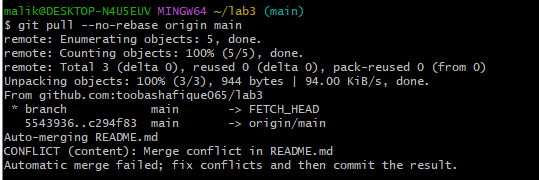 malik@DESKTOP-N4U5EUV MINGW64 ~/lab3 (main)
$ git pull --no-rebase origin main
remote: Enumerating objects: 5, done.
remote: Counting objects: 100% (5/5), done.
remote: Total 3 (delta 0), reused 0 (delta 0), pack-reused 0 (from 0)
Unpacking objects: 100% (3/3), 944 bytes | 94.00 KiB/s, done.
From github.com:toobashafique065/lab3
 * branch            main       -> FETCH_HEAD
   5543936..c294f83  main       -> origin/main
Auto-merging README.md
CONFLICT (content): Merge conflict in README.md
Automatic merge failed; fix conflicts and then commit the result.